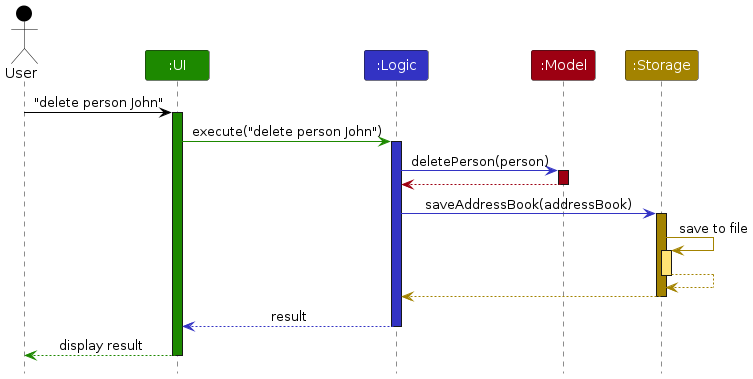 User
:UI
:Logic
:Model
:Storage
"delete person John"
execute("delete person John")
deletePerson(person)
saveAddressBook(addressBook)
save to file
result
display result